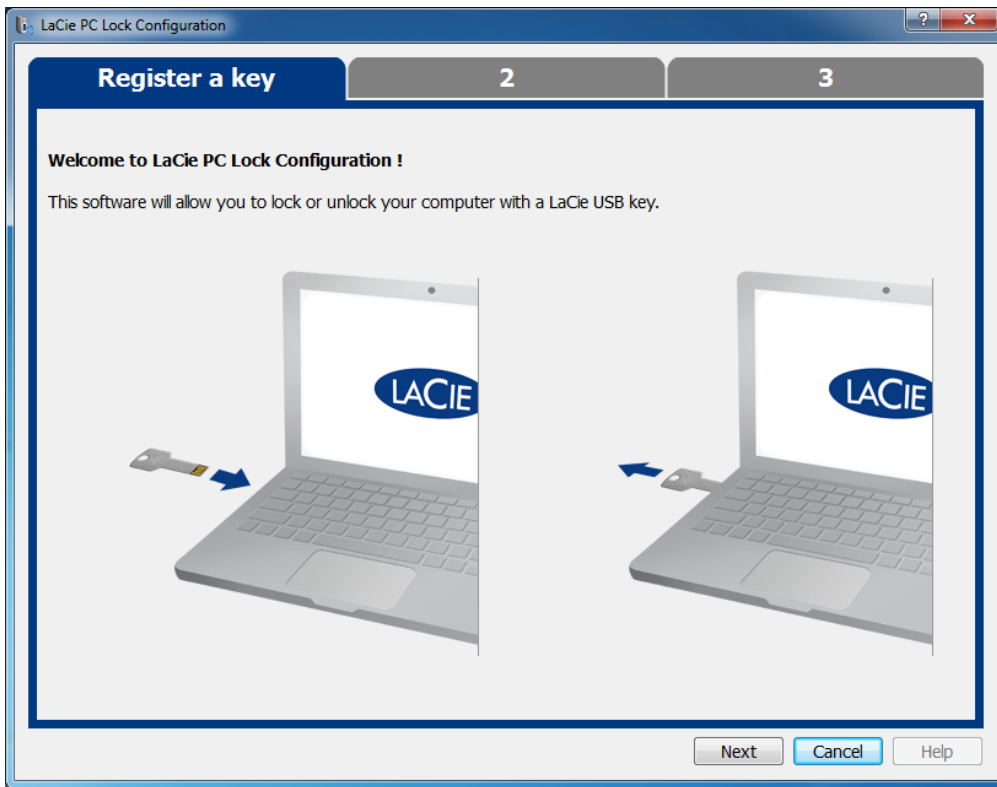 LaCie PC Lock Configuration
?
Register a key
2
3
Welcome to LaCie PC Lock Configuration !
This software will allow you to lock or unlock your computer with a LaCie USB key.
LACIE
LACIE
Next
Cancel
Help